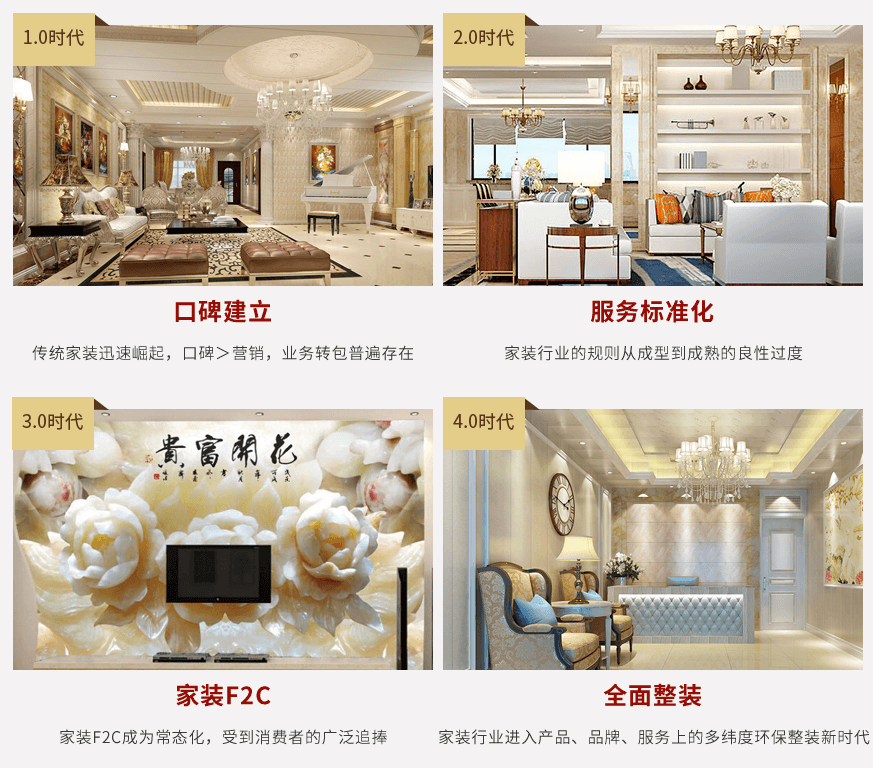 1.0时代
2.0时代
口碑建立
服务标准化
传统家装迅速崛起，口碑＞营销，业务转包普遍存在
家装行业的规则从成型到成熟的良性过度
3.0时代
4.0时代
貴富開花
家装F2C
全面整装
家装F2C成为常态化，受到消费者的广泛追捧
家装行业进入产品、品牌、服务上的多纬度环保整装新时代